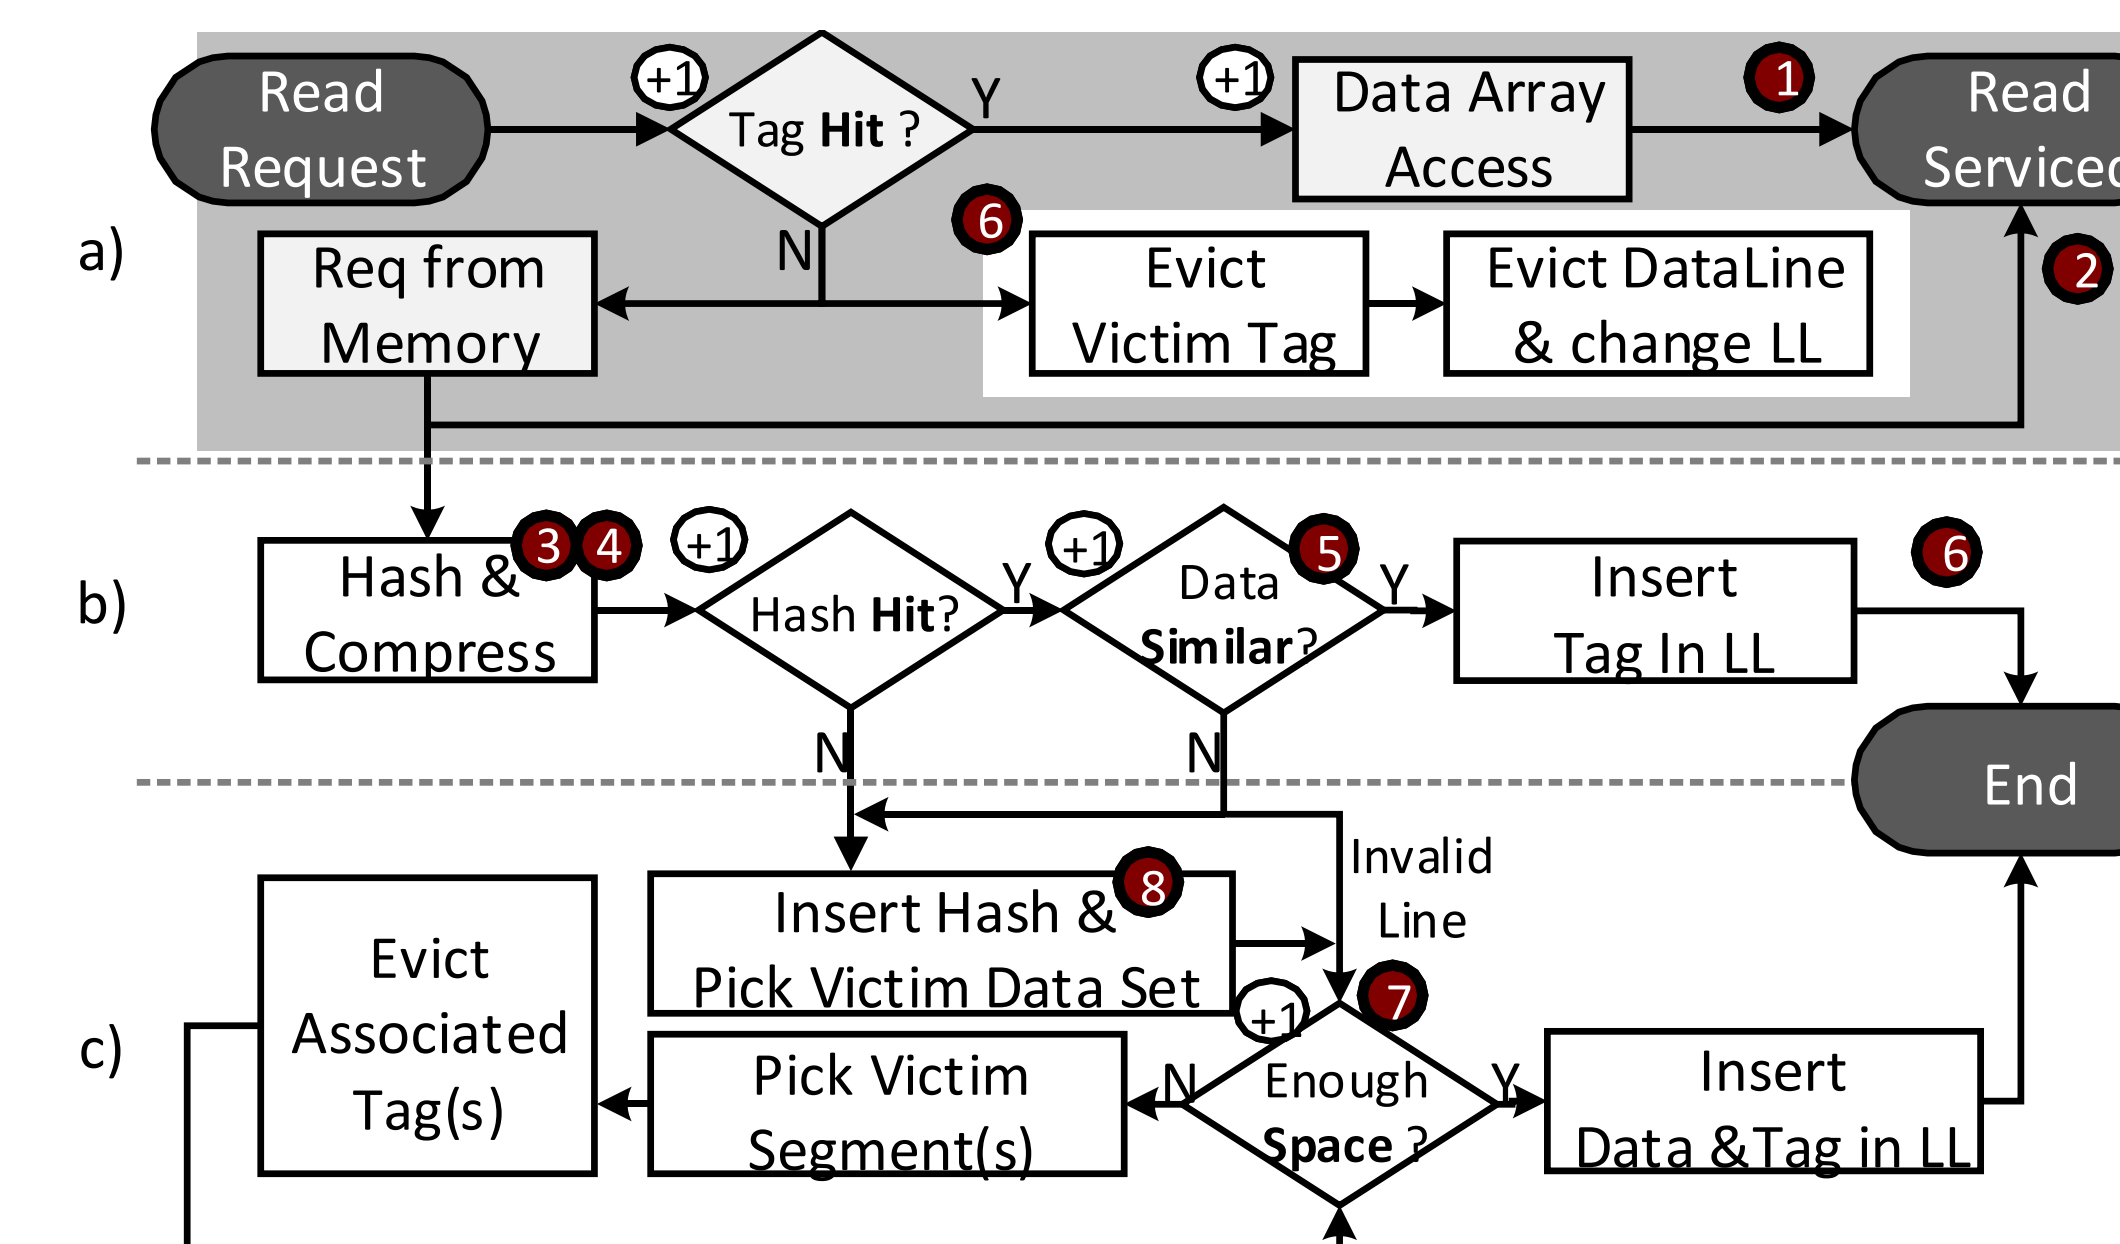 Read
Request
+1
Tag Hit ?
Y
+1
Data Array
Access
1
Read
Serviced
a)
N
Req from
Memory
6
Evict
Victim Tag
Evict DataLine
& change LL
2
b)
Hash &
Compress
3
4
+1
Hash Hit?
Y
+1
Data
Similar?
5
Y
Insert
Tag In LL
6
N
N
End
Invalid
Line
c)
Evict
Associated
Tag(s)
Insert Hash &
Pick Victim Data Set
8
Pick Victim
Segment(s)
N
+1
7
Enough
Space ?
Y
Insert
Data &Tag in LL